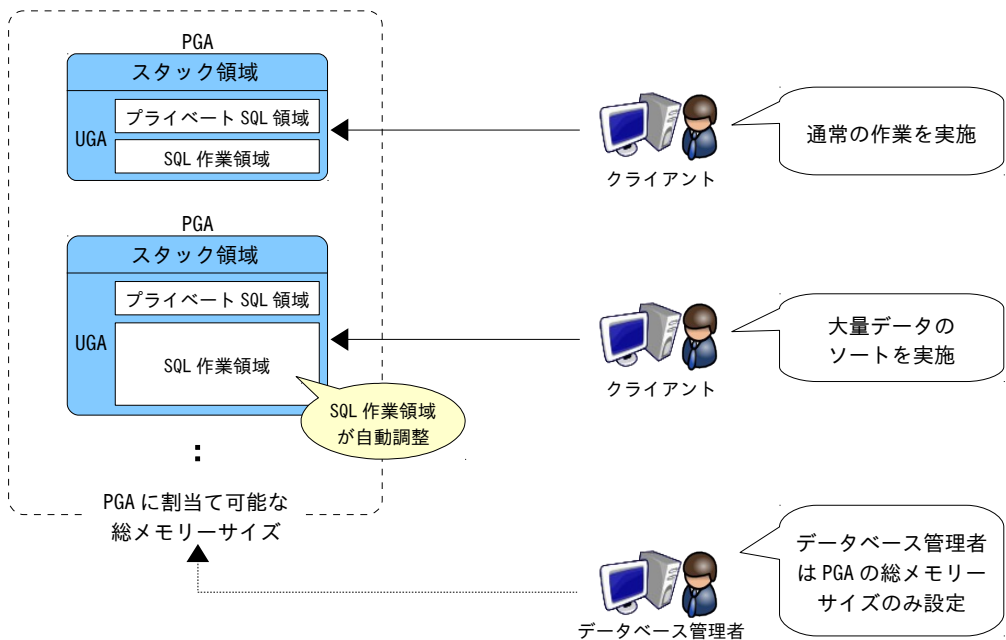 PGA
スタック領域
プライベート SQL 領域
UGA
SQL 作業領域
クライアント
通常の作業を実施
PGA
スタック領域
プライベート SQL 領域
UGA
SQL 作業領域
SQL 作業領域
が自動調整
クライアント
大量データの
ソートを実施
:
PGA に割当て可能な
総メモリーサイズ
データベース管理者
データベース管理者
は PGA の総メモリー
サイズのみ設定